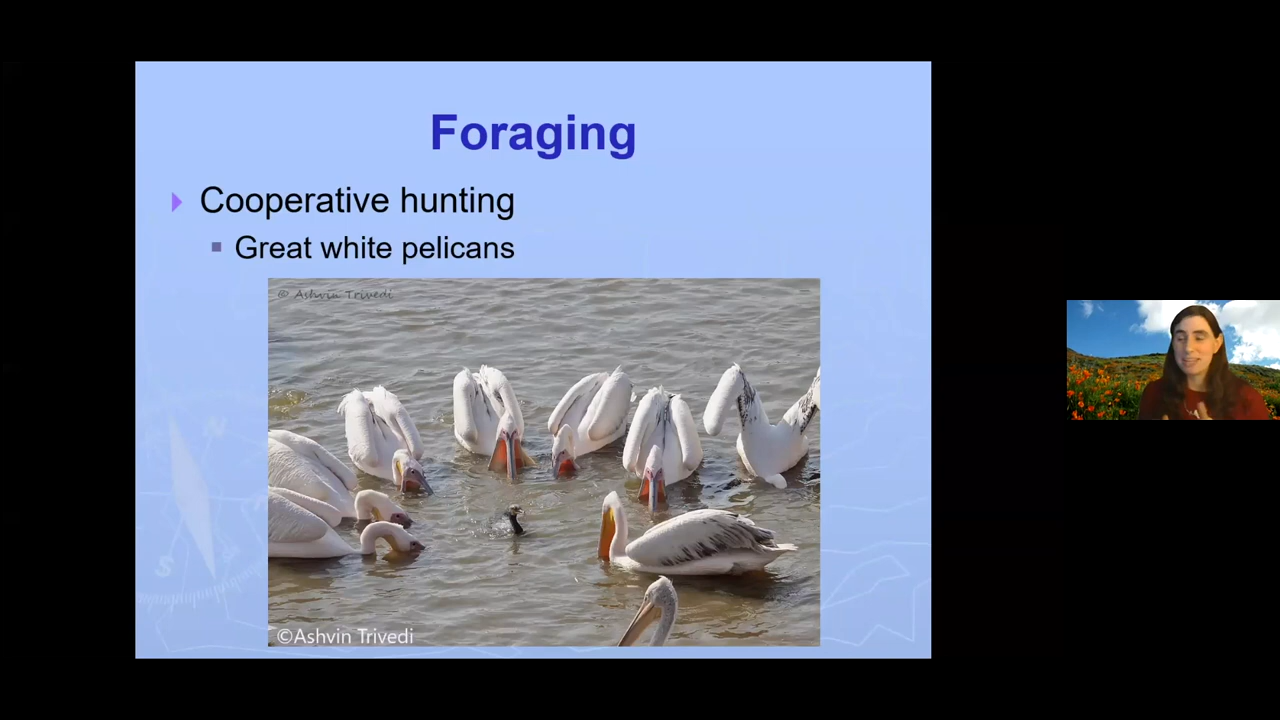 Foraging
Cooperative hunting
Great white pelicans
© Ashvin Trivedi
©Ashvin Trivedi
N
S